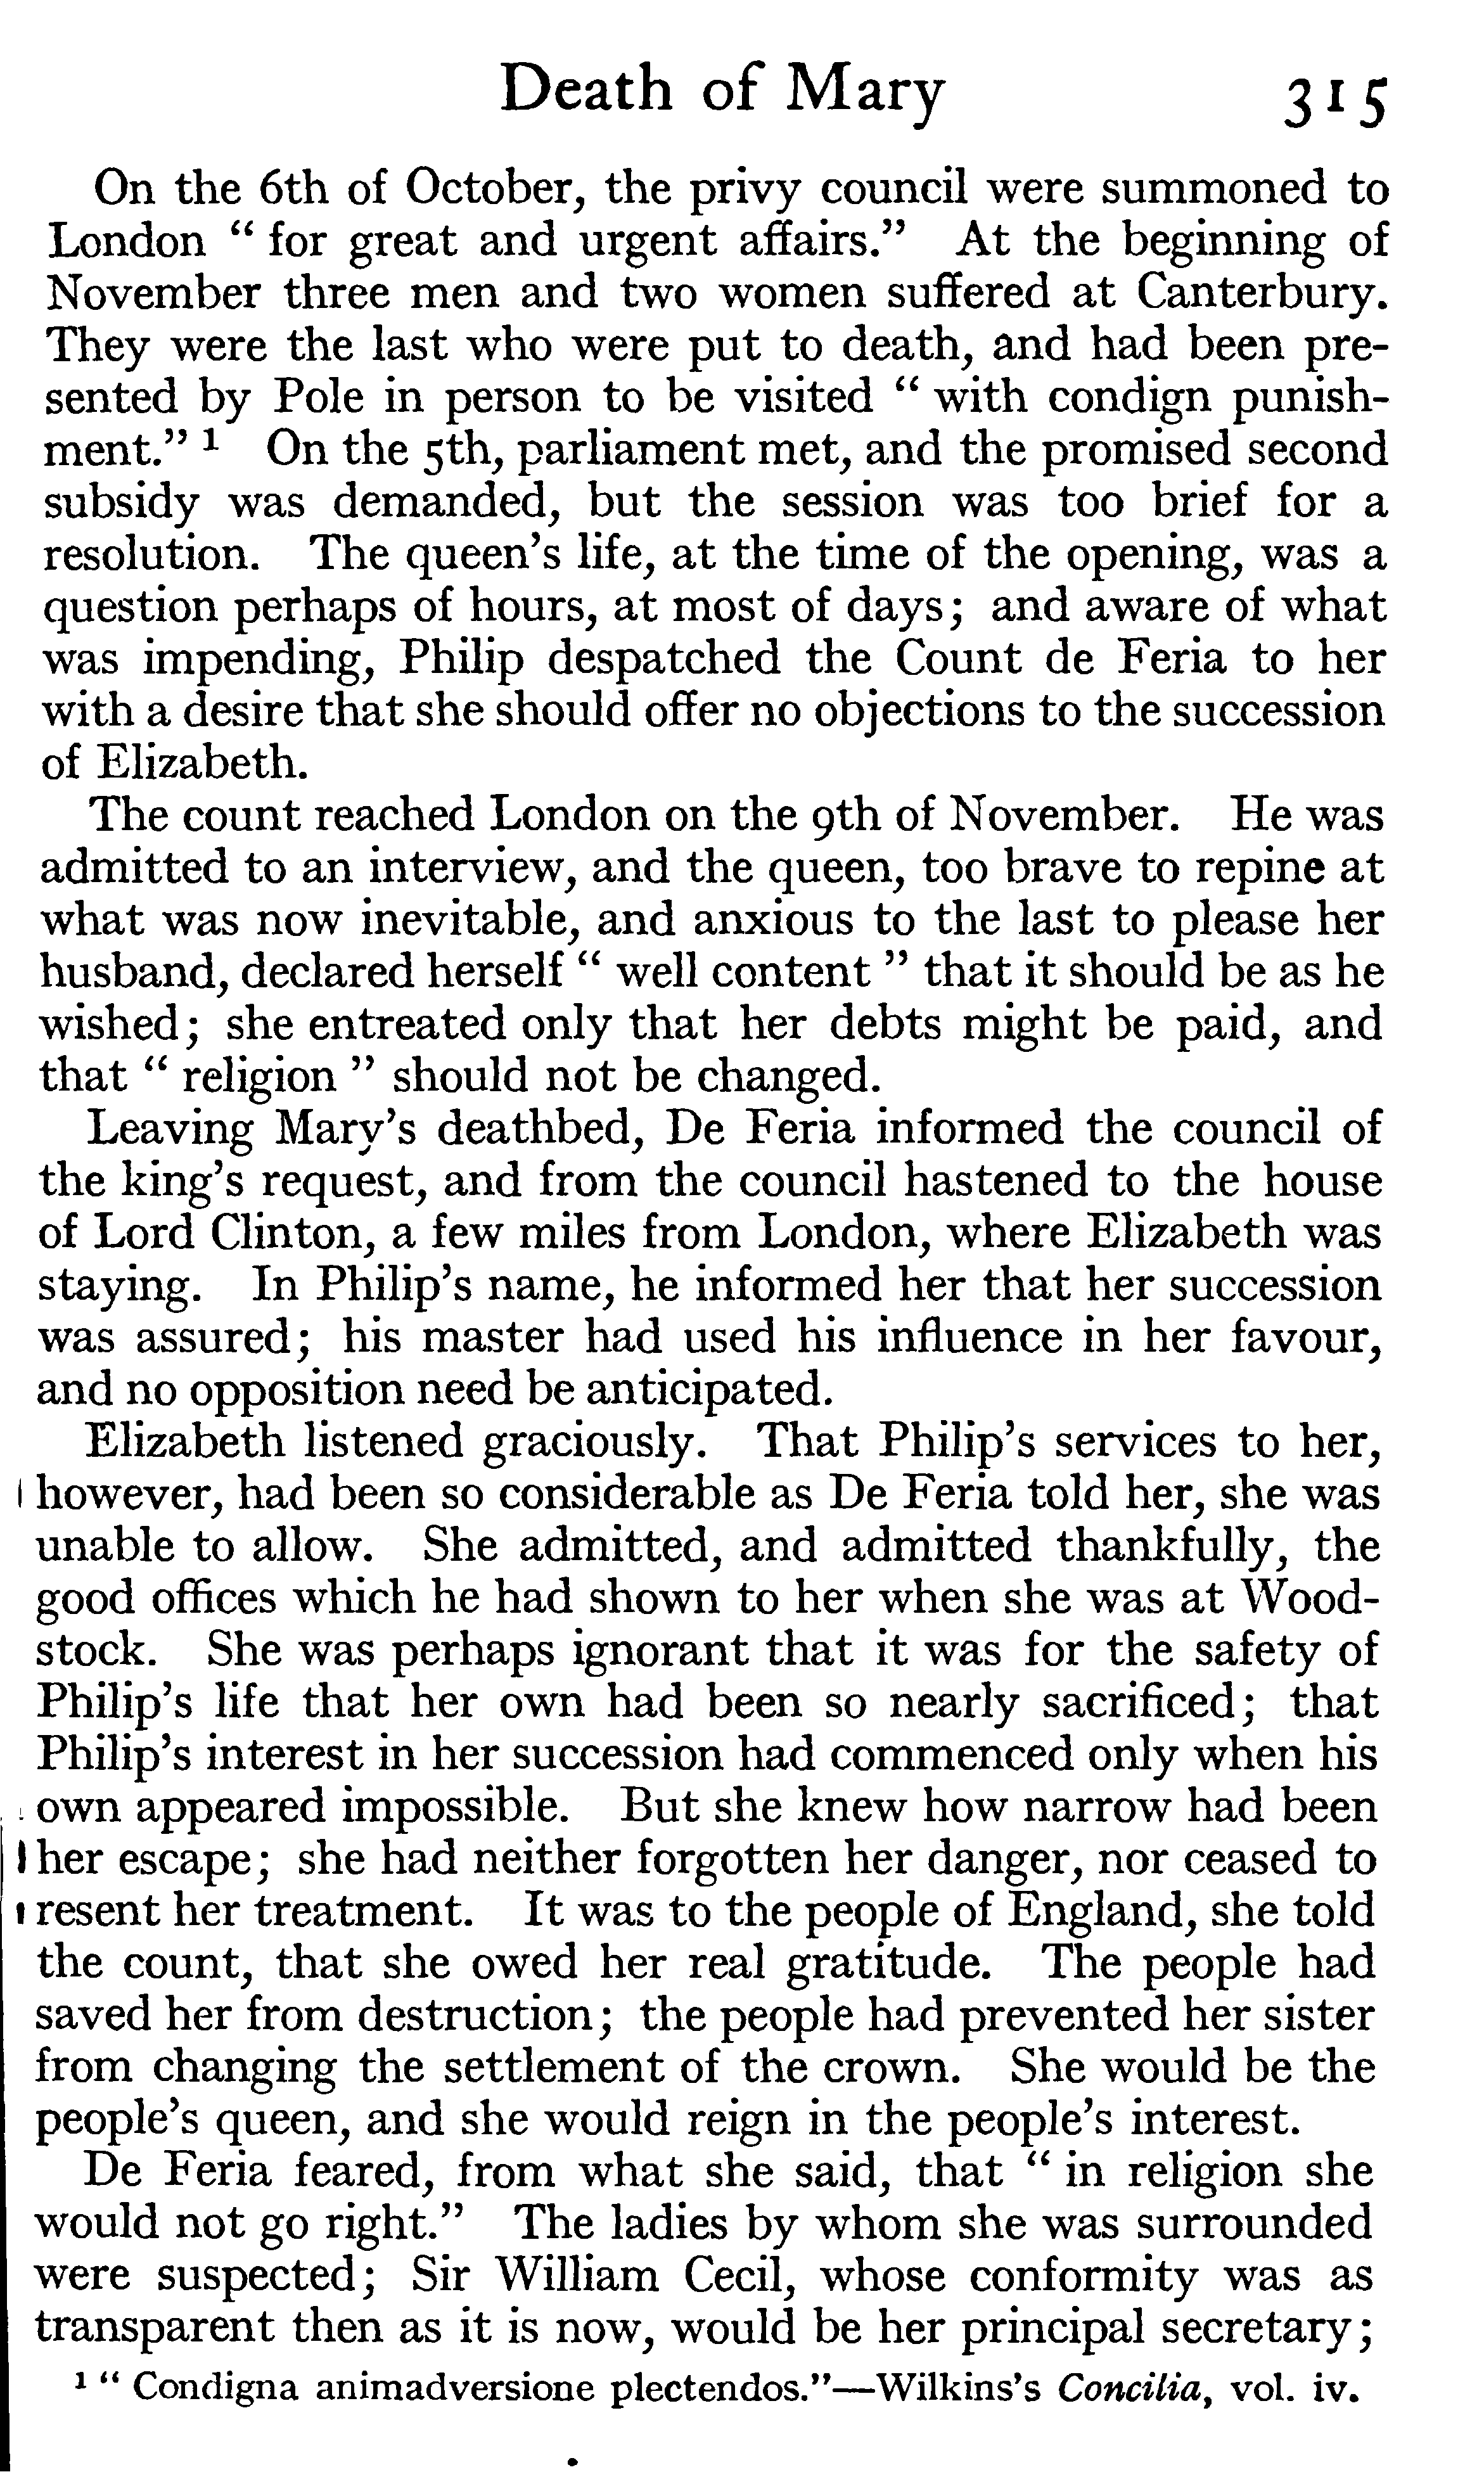 Death of Mary 315
On the 6th of October, the privy council were summoned to
London “ for great and urgent affairs.” At the beginning of
November three men and two women suffered at Canterbury.
They were the last who were put to death, and had been pre-
sented by Pole in person to be visited “ with condign punish-
ment.” ¹ On the 5th, parliament met, and the promised second
subsidy was demanded, but the session was too brief for a
resolution. The queen’s life, at the time of the opening, was a
question perhaps of hours, at most of days; and aware of what
was impending, Philip despatched the Count de Feria to her
with a desire that she should offer no objections to the succession
of Elizabeth.
The count reached London on the 9th of November. He was
admitted to an interview, and the queen, too brave to repine at
what was now inevitable, and anxious to the last to please her
husband, declared herself “ well content ” that it should be as he
wished; she entreated only that her debts might be paid, and
that “ religion ” should not be changed.
Leaving Mary’s deathbed, De Feria informed the council of
the king’s request, and from the council hastened to the house
of Lord Clinton, a few miles from London, where Elizabeth was
staying. In Philip’s name, he informed her that her succession
was assured; his master had used his influence in her favour,
and no opposition need be anticipated.
Elizabeth listened graciously. That Philip’s services to her,
however, had been so considerable as De Feria told her, she was
unable to allow. She admitted, and admitted thankfully, the
good offices which he had shown to her when she was at Wood-
stock. She was perhaps ignorant that it was for the safety of
Philip’s life that her own had been so nearly sacrificed; that
Philip’s interest in her succession had commenced only when his
own appeared impossible. But she knew how narrow had been
her escape; she had neither forgotten her danger, nor ceased to
resent her treatment. It was to the people of England, she told
the count, that she owed her real gratitude. The people had
saved her from destruction; the people had prevented her sister
from changing the settlement of the crown. She would be the
people’s queen, and she would reign in the people’s interest.
De Feria feared, from what she said, that “ in religion she
would not go right.” The ladies by whom she was surrounded
were suspected; Sir William Cecil, whose conformity was as
transparent then as it is now, would be her principal secretary;
¹ “ Condigna animadversione plectendos.”—Wilkins’s Concilia, vol. iv.